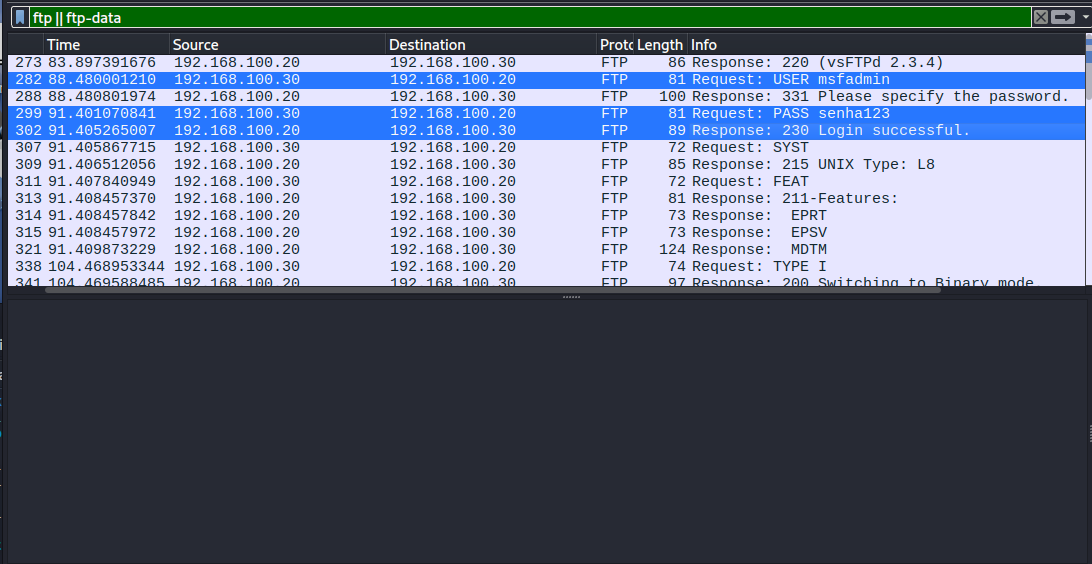 ftp || ftp-data
Time Source Destination Proto Length Info
273 83.897391676 192.168.100.20 192.168.100.30 FTP 86 Response: 220 (vsFTPd 2.3.4)
282 88.480001210 192.168.100.30 192.168.100.20 FTP 81 Request: USER msfadmin
288 88.480801974 192.168.100.20 192.168.100.30 FTP 100 Response: 331 Please specify the password.
299 91.401070841 192.168.100.30 192.168.100.20 FTP 81 Request: PASS senha123
302 91.405265007 192.168.100.20 192.168.100.30 FTP 89 Response: 230 Login successful.
307 91.405867715 192.168.100.30 192.168.100.20 FTP 72 Request: SYST
309 91.406512056 192.168.100.20 192.168.100.30 FTP 85 Response: 215 UNIX Type: L8
311 91.407840949 192.168.100.30 192.168.100.20 FTP 72 Request: FEAT
313 91.408457370 192.168.100.20 192.168.100.30 FTP 81 Response: 211-Features:
314 91.408457842 192.168.100.20 192.168.100.30 FTP 73 Response:  EPRT
315 91.408457972 192.168.100.20 192.168.100.30 FTP 73 Response:  EPSV
321 91.409873229 192.168.100.20 192.168.100.30 FTP 124 Response:  MDTM
338 104.468953344 192.168.100.30 192.168.100.20 FTP 74 Request: TYPE I
341 104.469588485 192.168.100.20 192.168.100.30 FTP 97 Response: 200 Switching to Binary mode